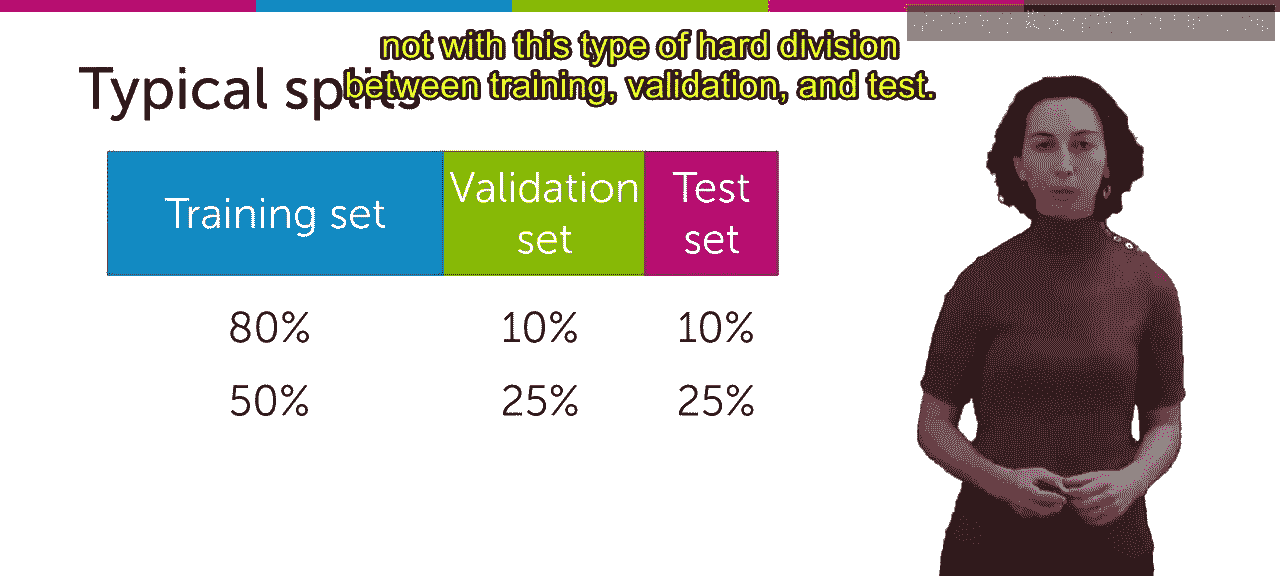 not with this type of hard division
between training, validation, and test.
Typical splits
Training set
Validation set
Test set
80% 10% 10%
50% 25% 25%